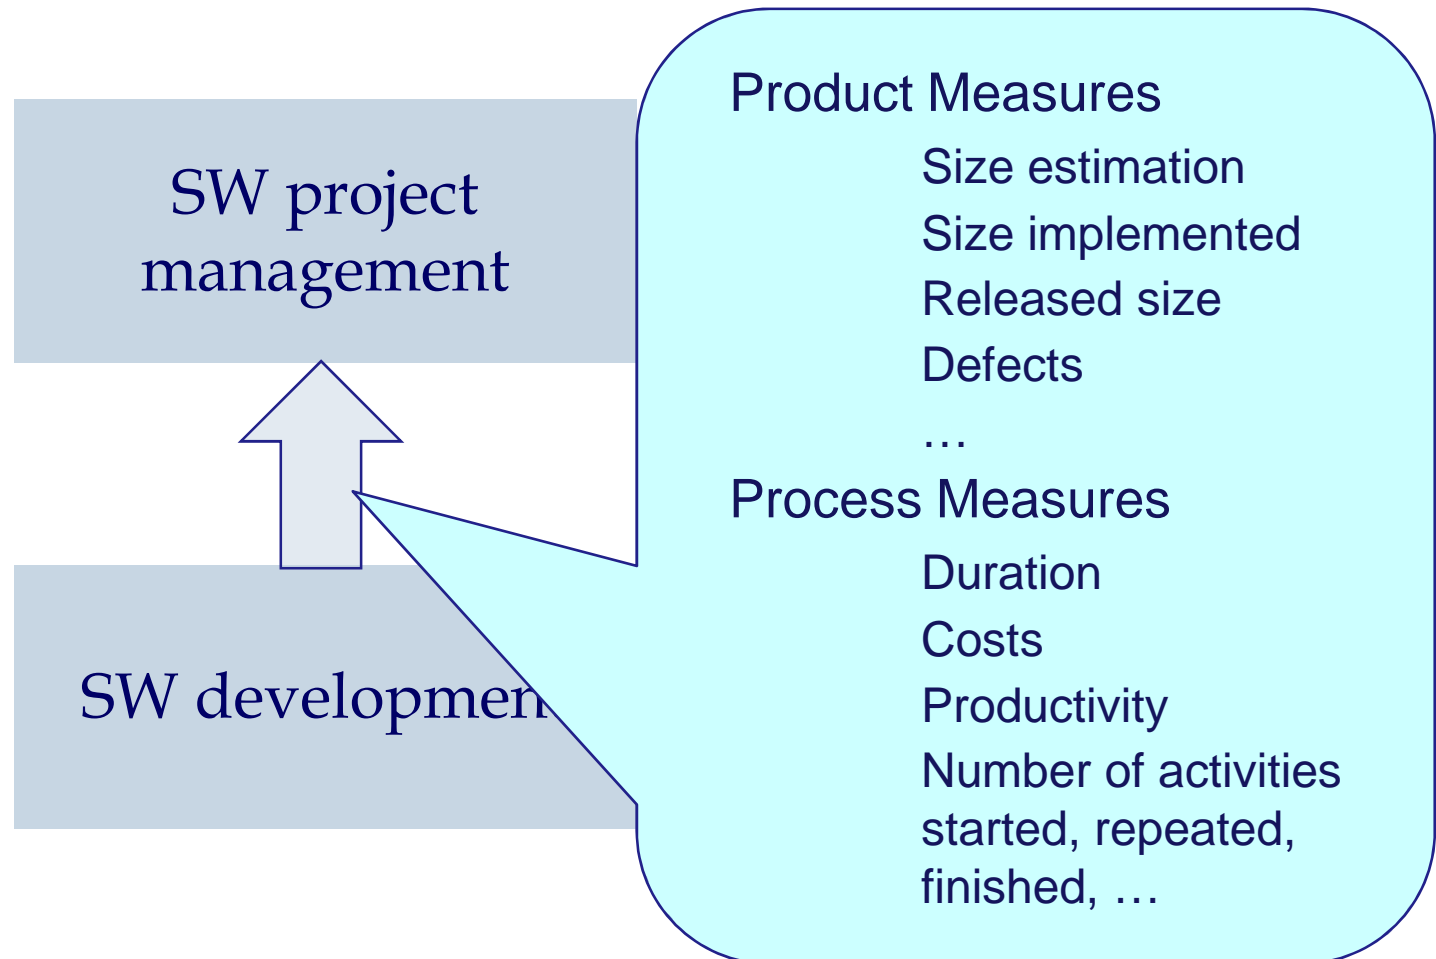 SW project
management
SW developmen
Product Measures
Size estimation
Size implemented
Released size
Defects
…
Process Measures
Duration
Costs
Productivity
Number of activities
started, repeated,
finished, …